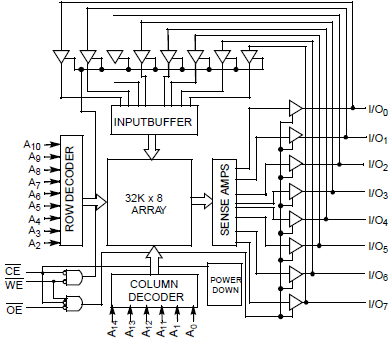 INPUTBUFFER
I/O0
I/O1
I/O2
I/O3
I/O4
I/O5
I/O6
I/O7
A10
A9
A8
A7
A6
A5
A4
A3
A2
ROW DECODER
32K x 8
ARRAY
SENSE AMPS
CE
WE
OE
COLUMN
DECODER
POWER
DOWN
A14
A13
A12
A11
A1
A0